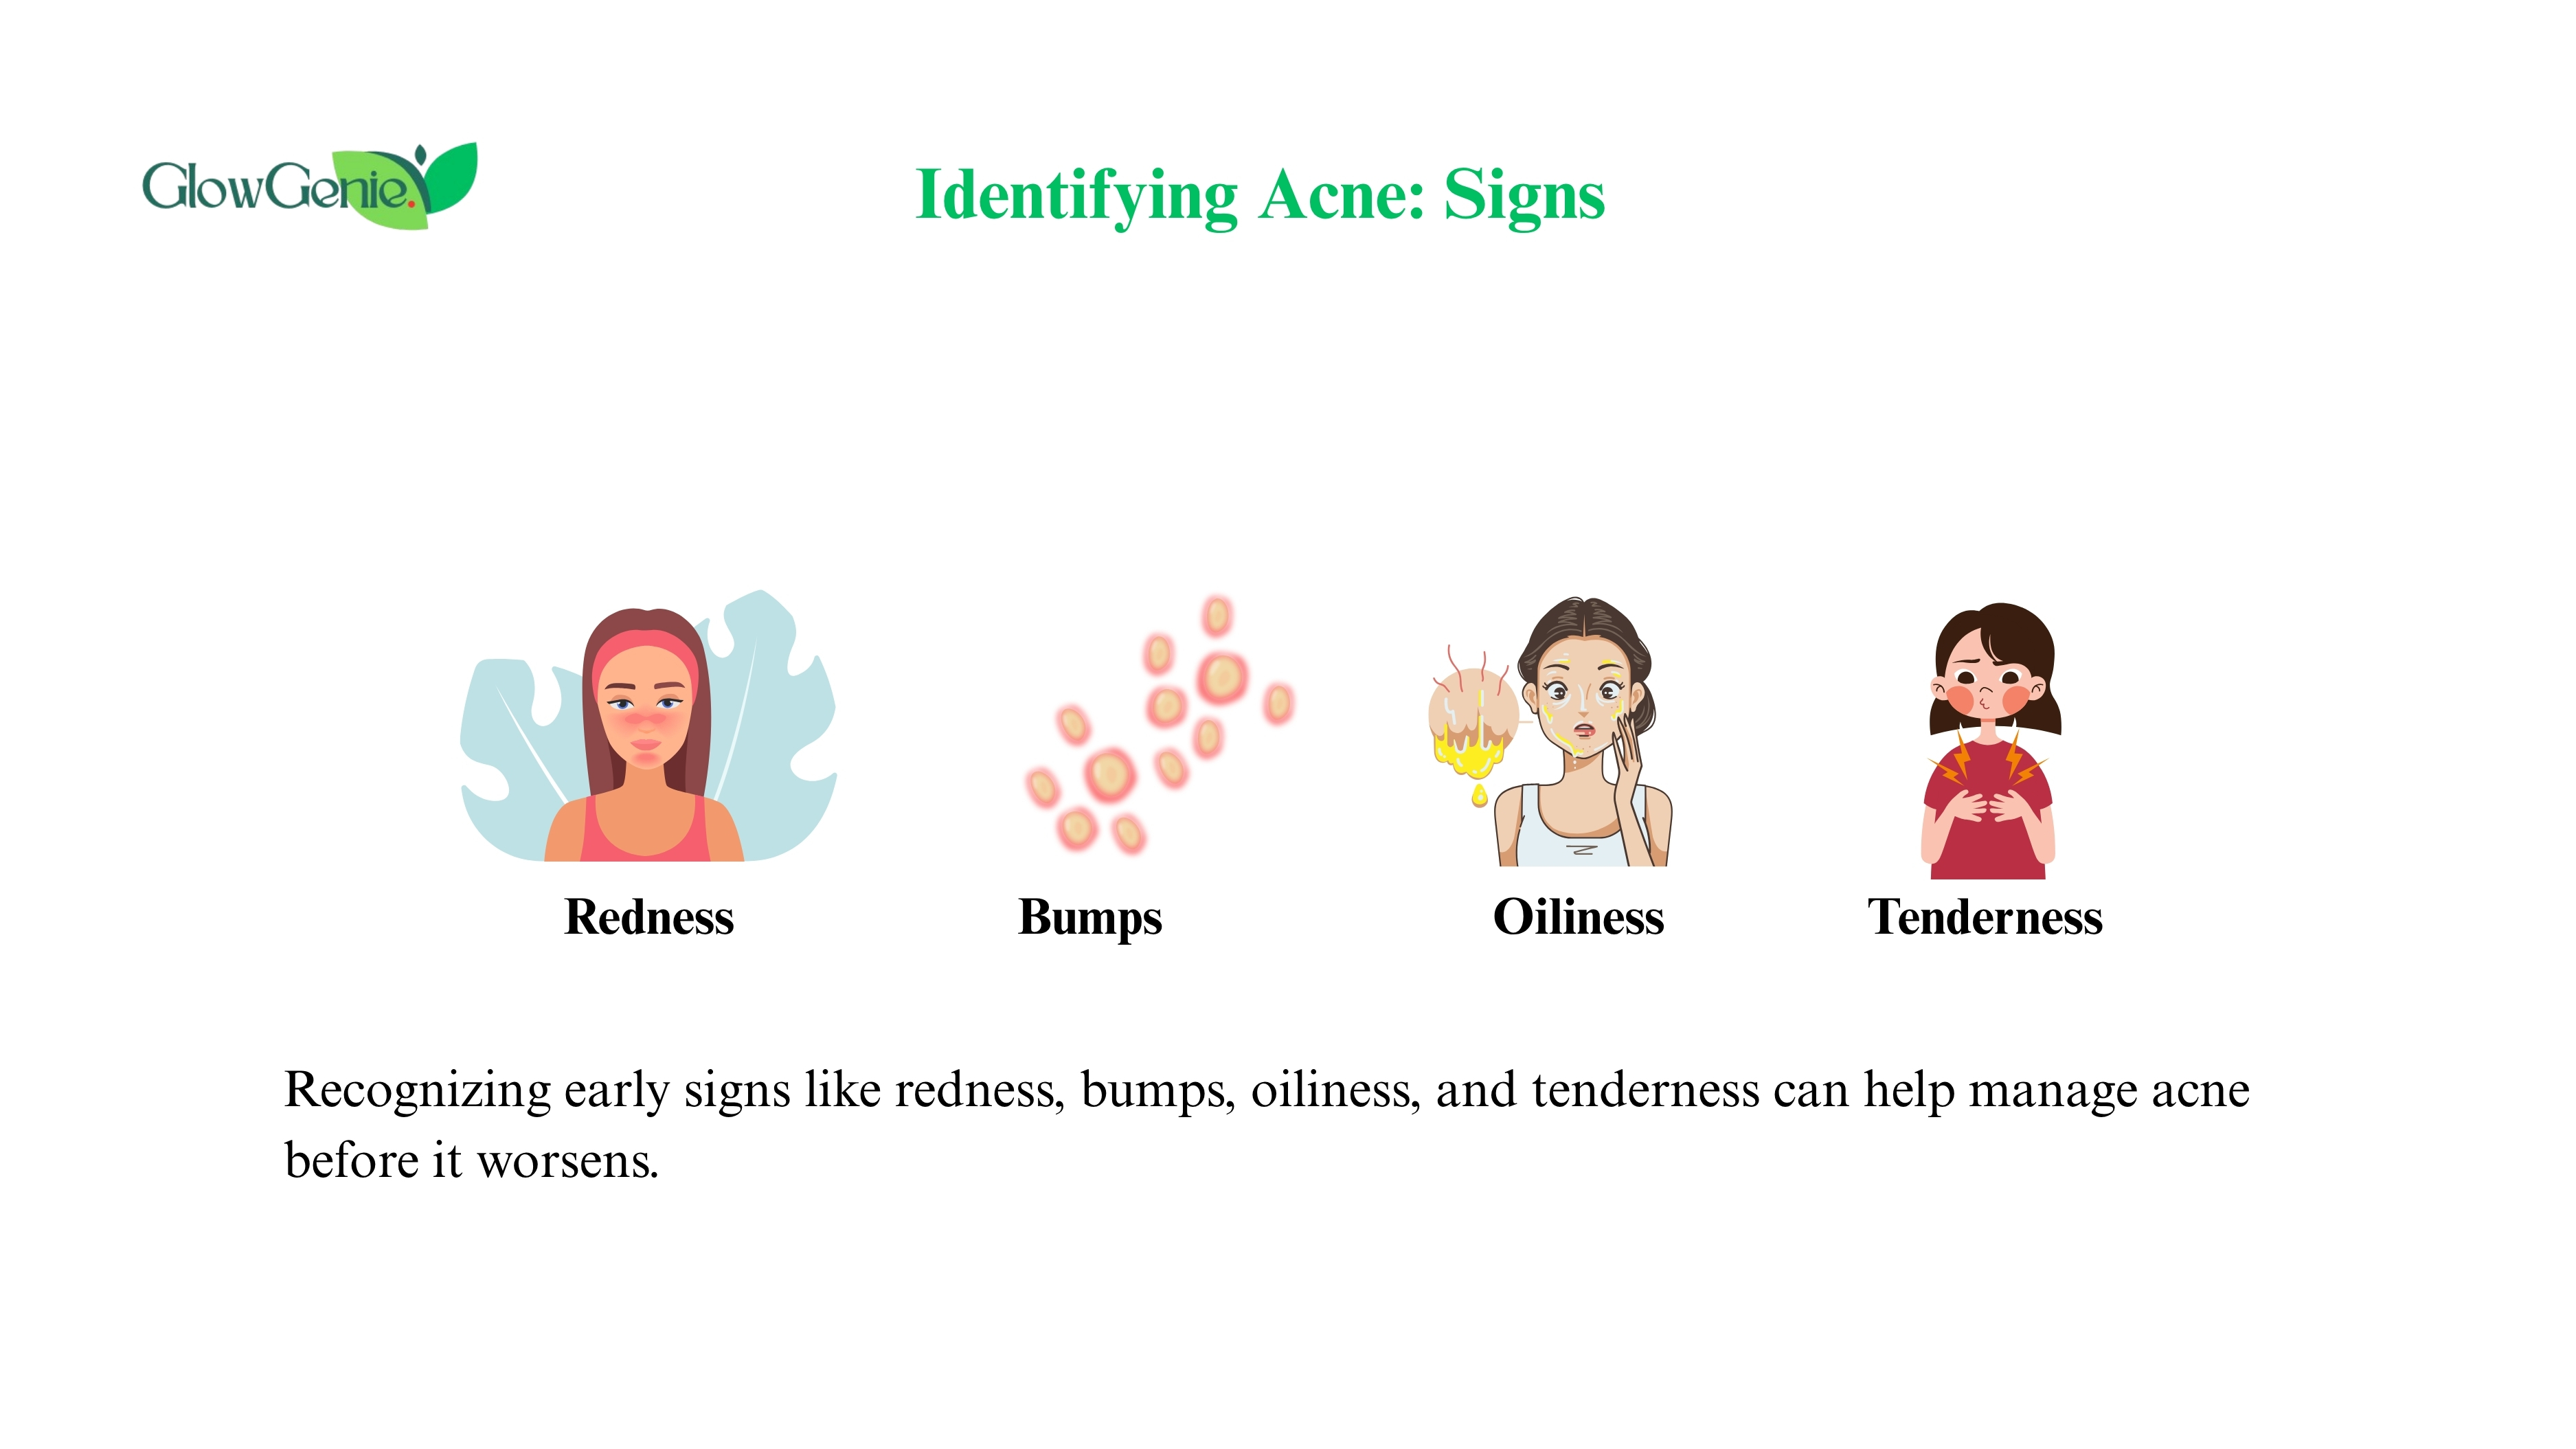 GlowGenie.
Identifying Acne: Signs
Redness
Bumps
Oiliness
Tenderness
Recognizing early signs like redness, bumps, oiliness, and tenderness can help manage acne
before it worsens.